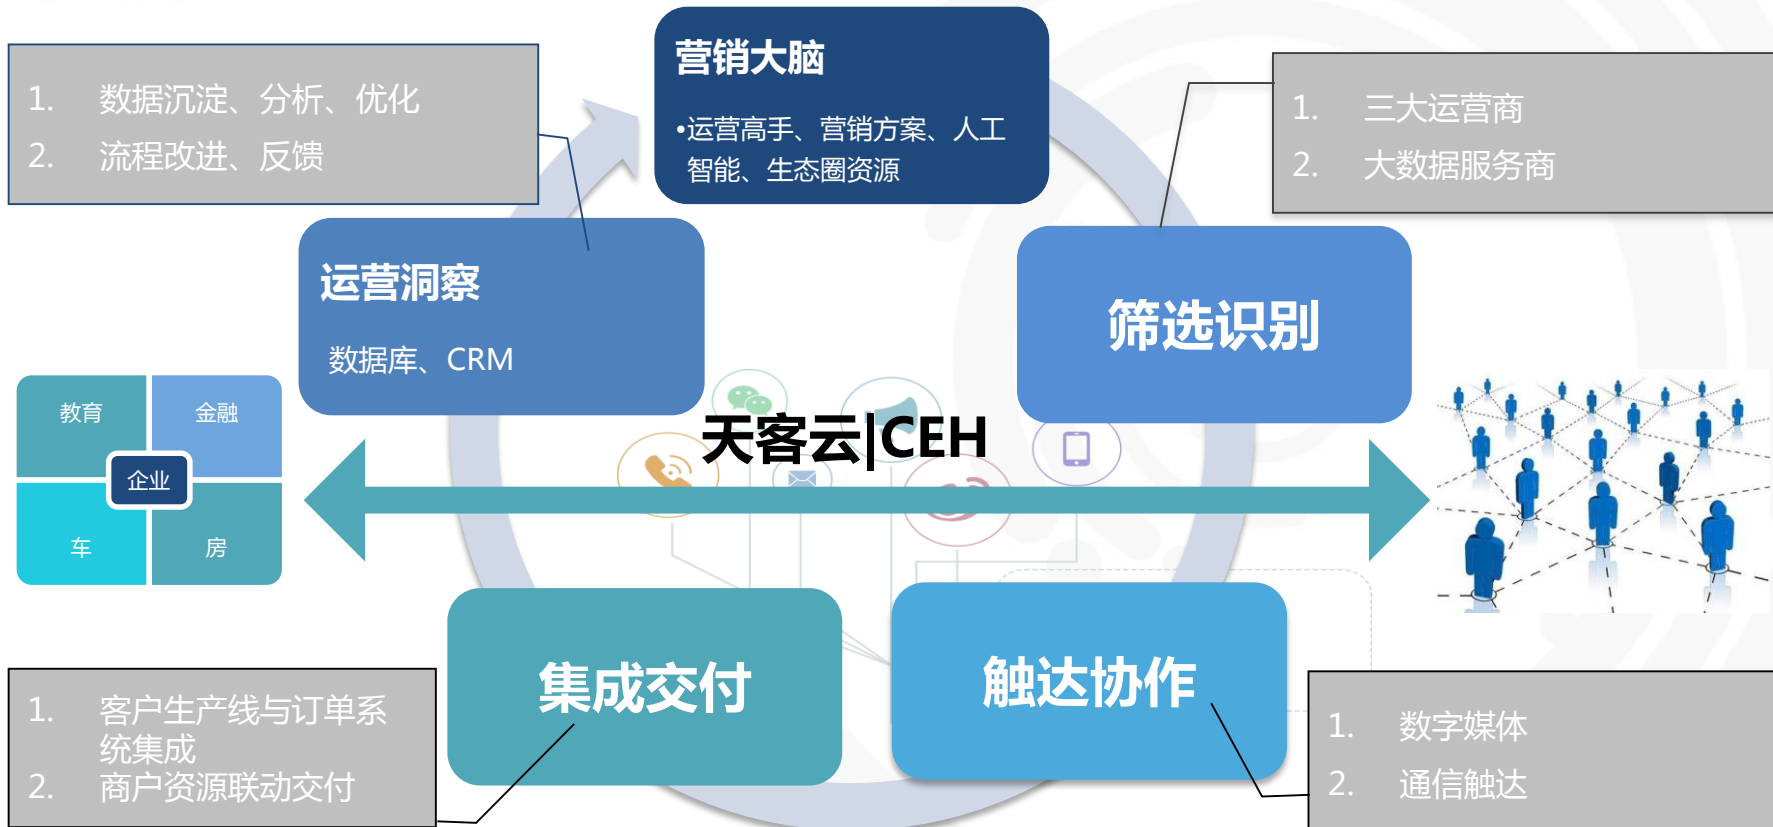 营销大脑
•运营高手、营销方案、人工
智能、生态圈资源
1. 数据沉淀、分析、优化
2. 流程改进、反馈
1. 三大运营商
2. 大数据服务商
运营洞察
数据库、CRM
筛选识别
教育
金融
企业
车
房
天客云|CEH
集成交付
触达协作
1. 客户生产线与订单系
统集成
2. 商户资源联动交付
1. 数字媒体
2. 通信触达